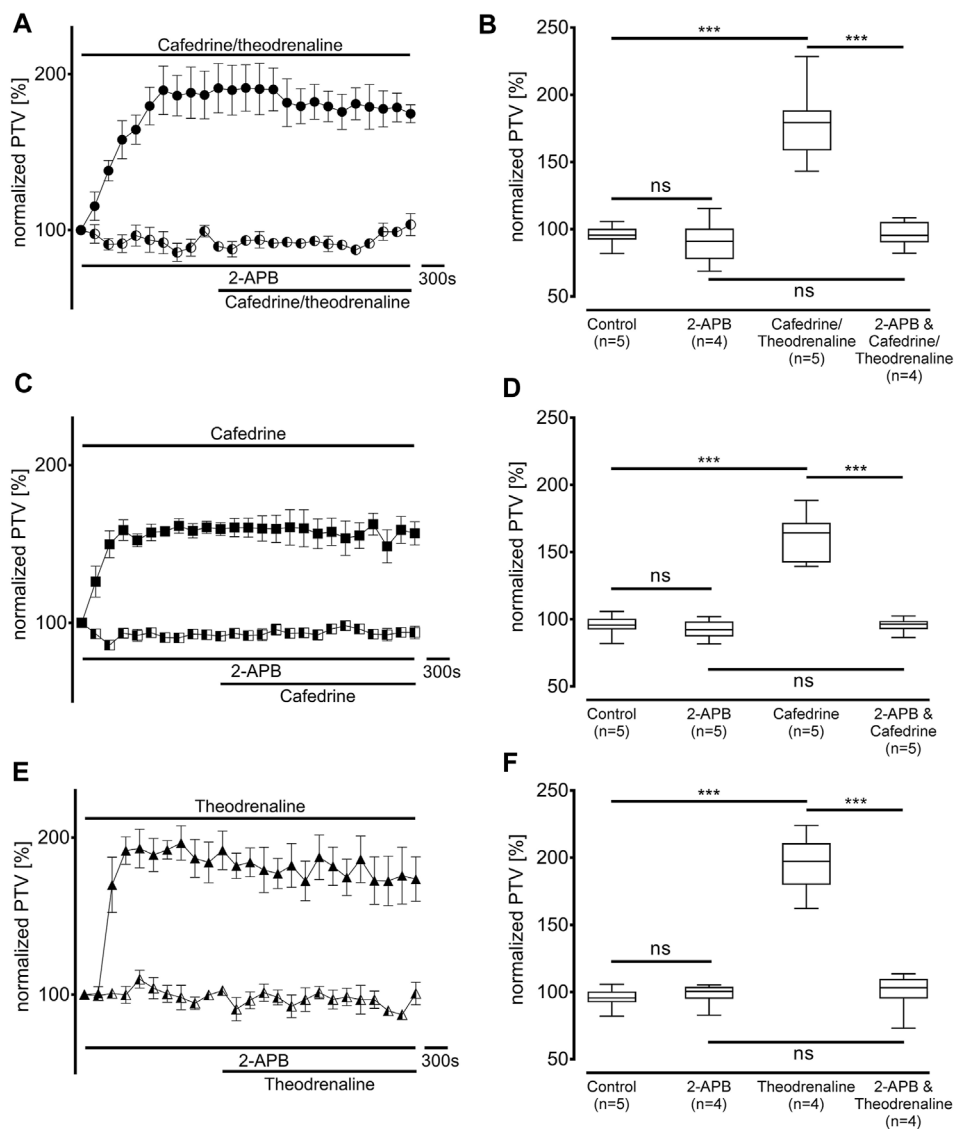 A
Cafedrine/theodrenaline
normalized PTV [%]
200
100
2-APB
300s
Cafedrine/theodrenaline
B
normalized PTV [%]
250
200
150
100
50
***
***
ns
ns
Control
(n=5)
2-APB
(n=4)
Cafedrine/
Theodrenaline
(n=5)
2-APB &
Cafedrine/
Theodrenaline
(n=4)
C
Cafedrine
normalized PTV [%]
200
100
2-APB
300s
Cafedrine
D
normalized PTV [%]
250
200
150
100
50
***
***
ns
ns
Control
(n=5)
2-APB
(n=5)
Cafedrine
(n=5)
2-APB &
Cafedrine
(n=5)
E
Theodrenaline
normalized PTV [%]
200
100
2-APB
300s
Theodrenaline
F
normalized PTV [%]
250
200
150
100
50
***
***
ns
ns
Control
(n=5)
2-APB
(n=4)
Theodrenaline
(n=4)
2-APB &
Theodrenaline
(n=4)